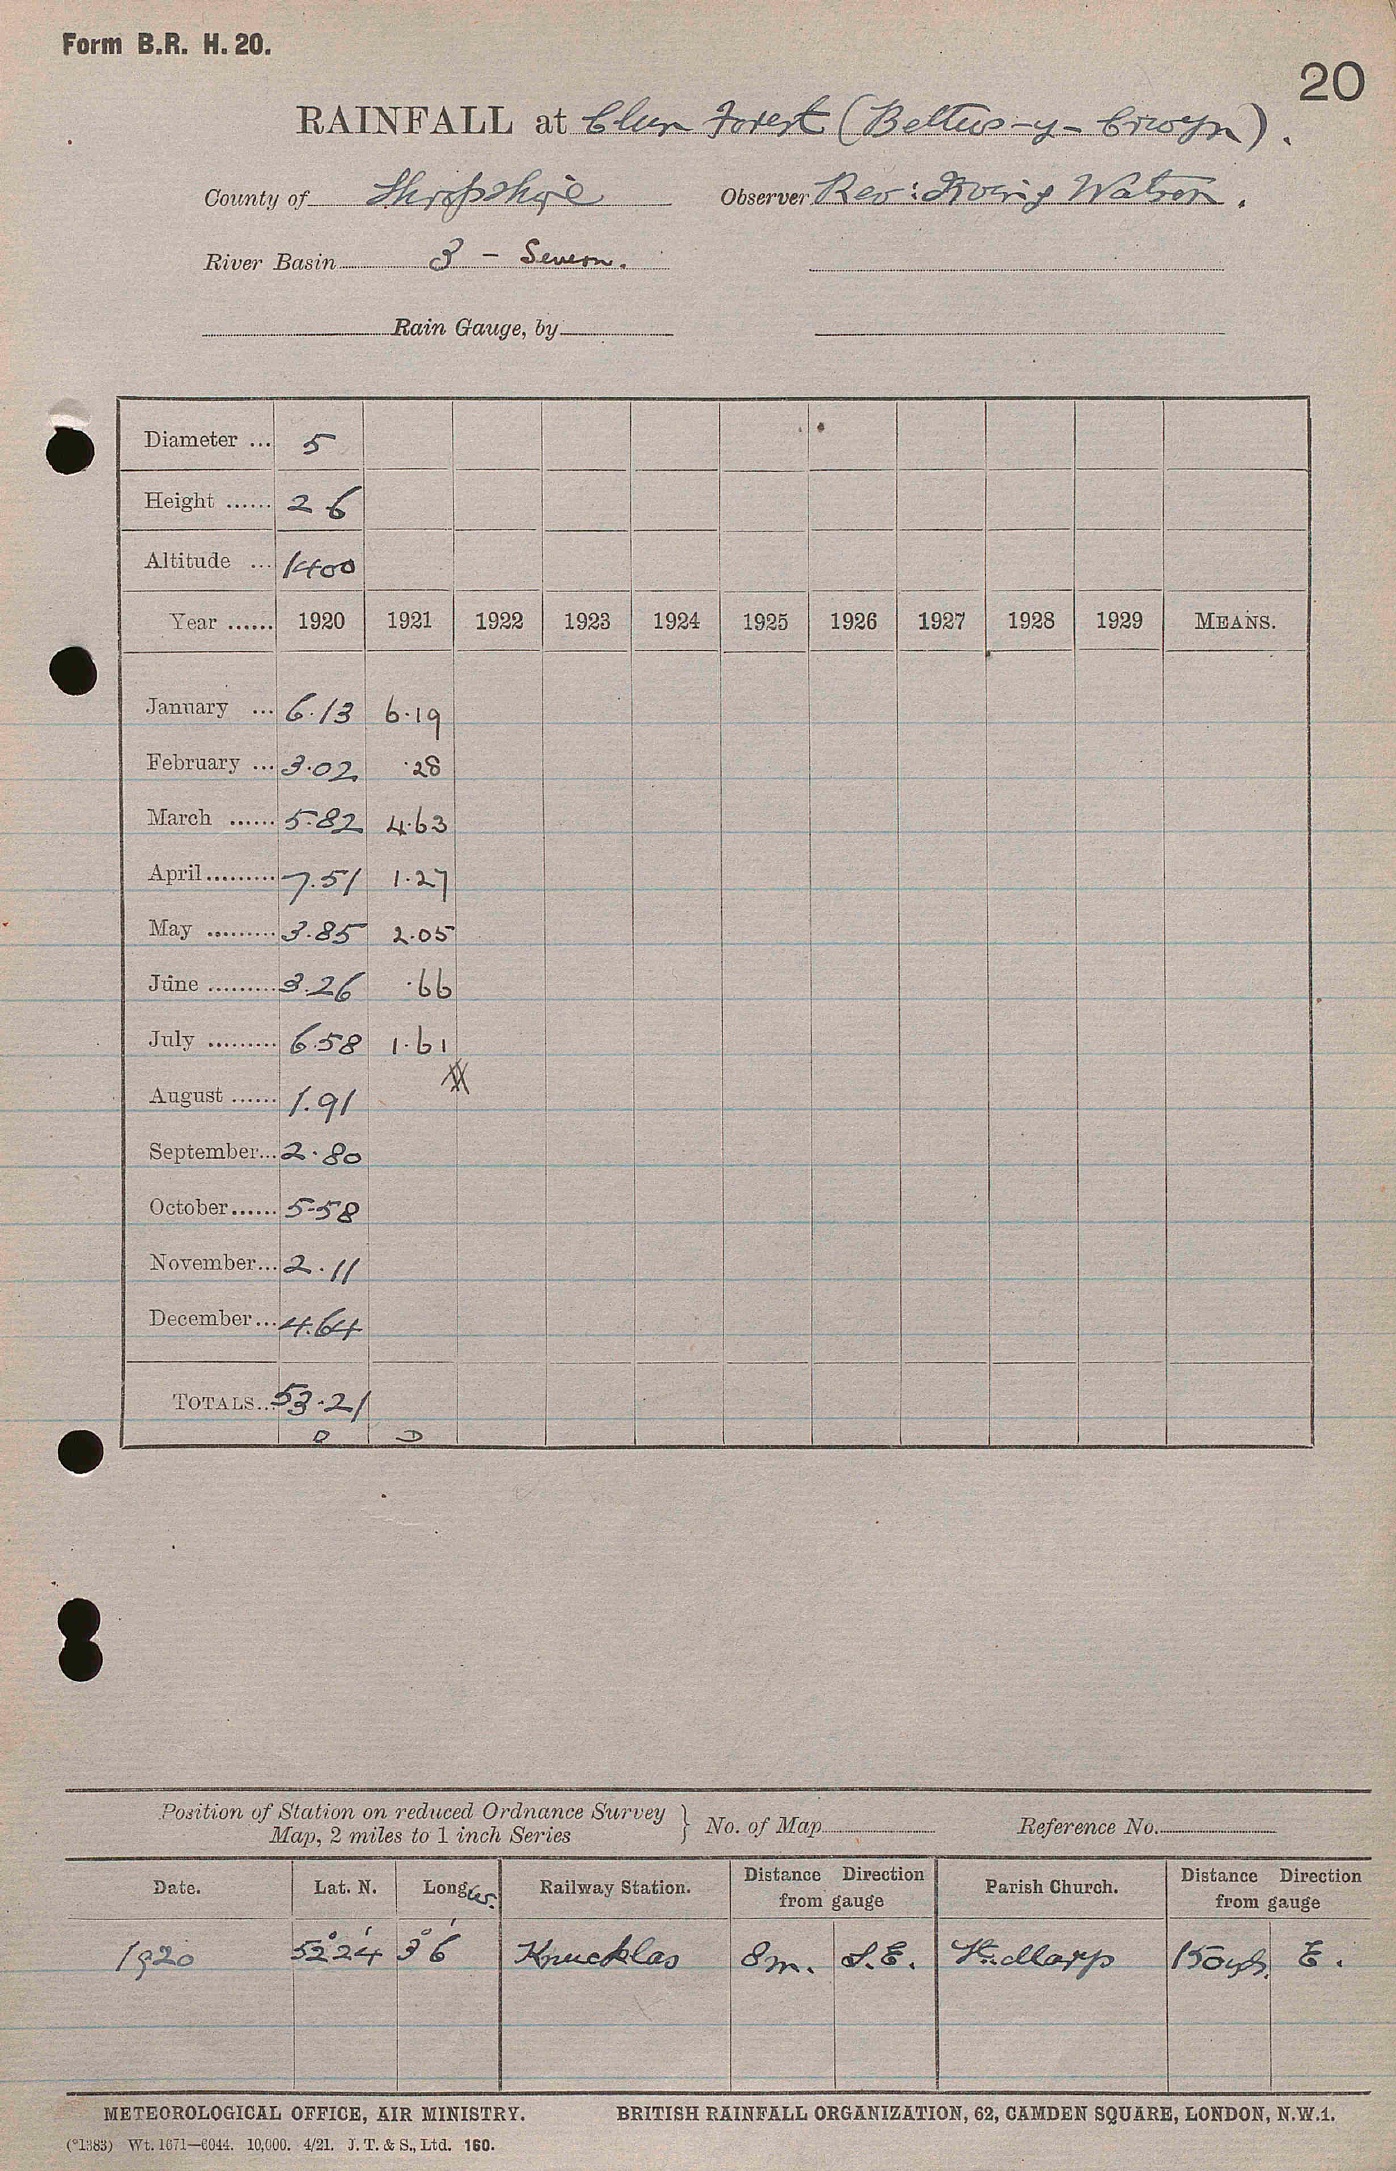 Form B.R. H. 20.
20
RAINFALL at Clun Forest (Bettws-y-Crwyn).
County of Shropshire Observer Rev: Irving Watson.
River Basin 3 - Severn.
Rain Gauge, by
Diameter ... 5
Height ...... 2 6
Altitude ... 1400
Year ...... 1920 1921 1922 1923 1924 1925 1926 1927 1928 1929 MEANS.
January ... 6.13 6.19
February ... 3.02 .28
March ...... 5.82 4.63
April ......... 7.51 1.27
May ......... 3.85 2.05
June ......... 3.26 .66
July ......... 6.58 1.61
August ...... 1.91
September... 2.80
October...... 5.58
November... 2.11
December... 4.64
TOTALS... 53.21
D D
Position of Station on reduced Ordnance Survey
Map, 2 miles to 1 inch Series } No. of Map Reference No.
Date. Lat. N. Long W. Railway Station. Distance Direction from gauge Parish Church. Distance Direction from gauge
1920 52° 24' 3° 6' Knucklas 8m. S.E. 150 yds. E.
METEOROLOGICAL OFFICE, AIR MINISTRY. BRITISH RAINFALL ORGANIZATION, 62, CAMDEN SQUARE, LONDON, N.W.1.
(*1383) Wt. 1671—6044. 10,000. 4/21. J. T. & S., Ltd. 160.